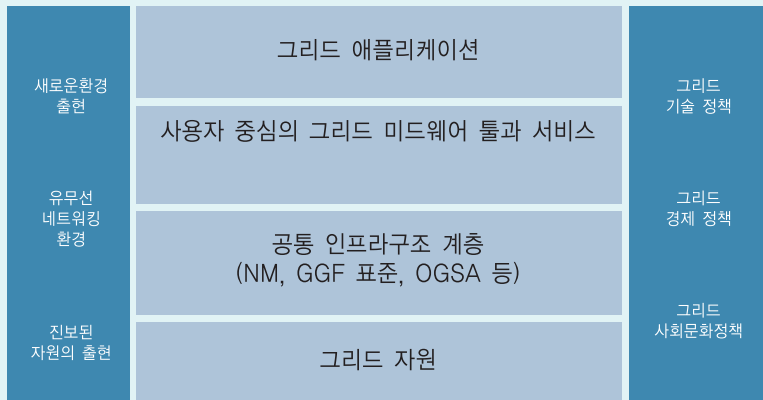 새로운환경
출현
유무선
네트워킹
환경
진보된
자원의 출현
그리드 애플리케이션
사용자 중심의 그리드 미드웨어 툴과 서비스
공통 인프라구조 계층
(NM, GGF 표준, OGSA 등)
그리드 자원
그리드
기술 정책
그리드
경제 정책
그리드
사회문화정책